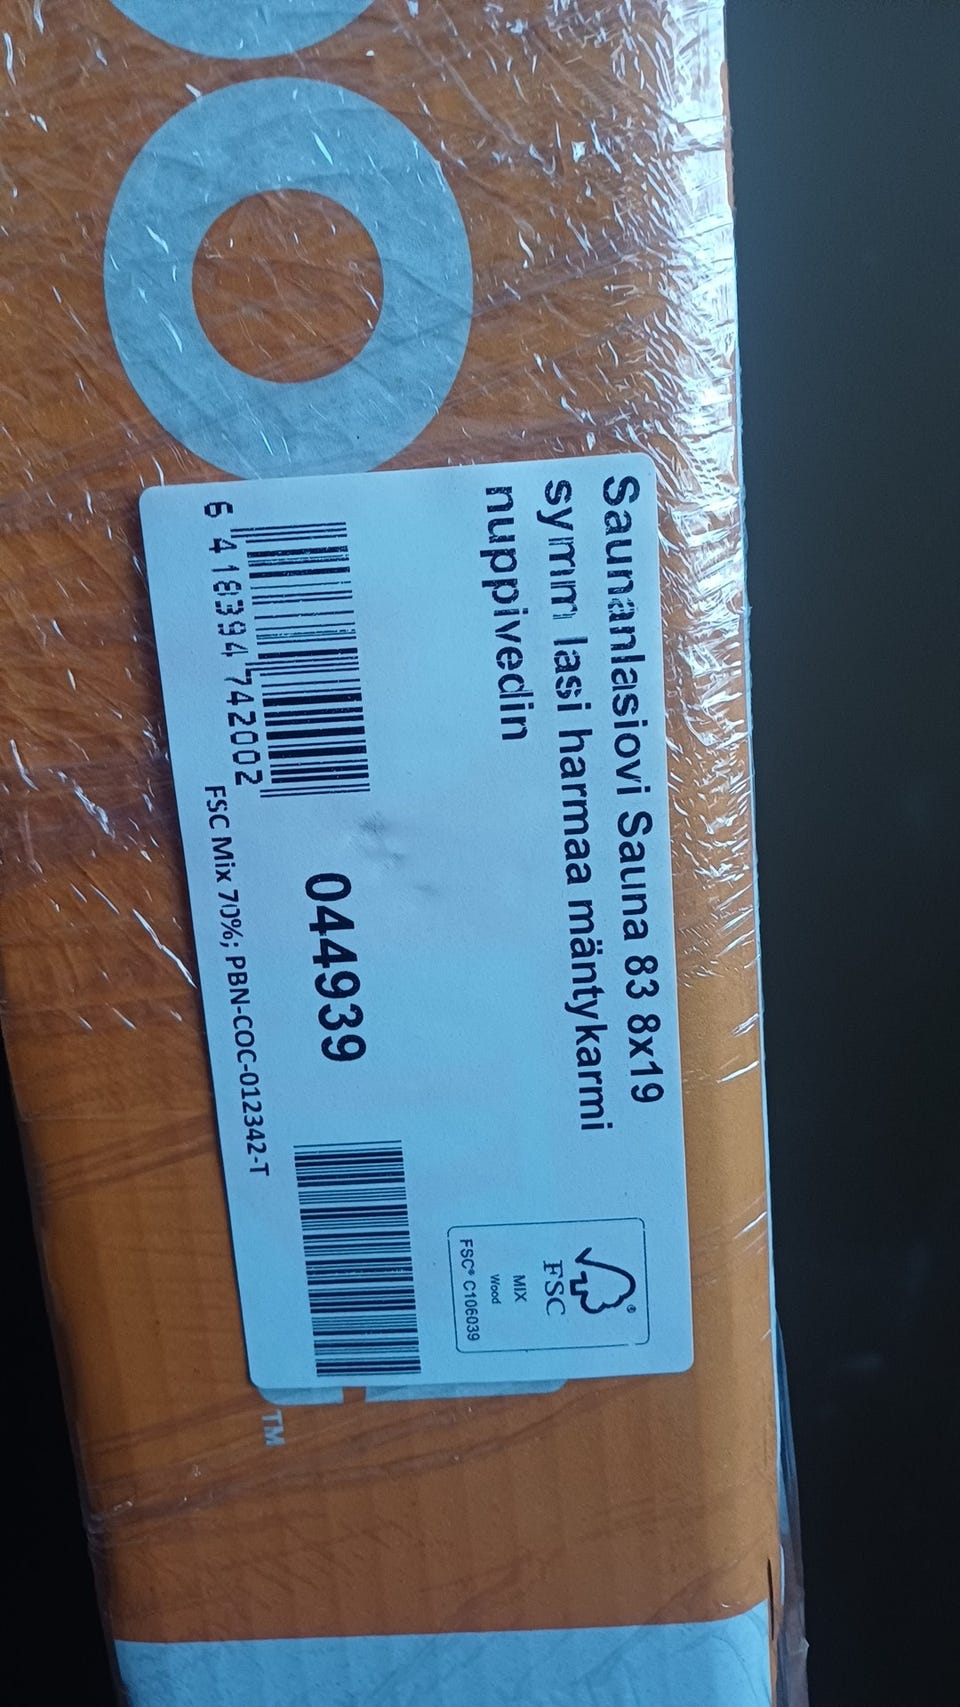 Saunanlasiovi Sauna 83 8x19
symm lasi harmaa mäntykarmi
nuppivedin
FSC
MIX
Wood
FSC® C106039
044939
6 418394 742002
FSC Mix 70%; PBN-COC-012342-T
TM